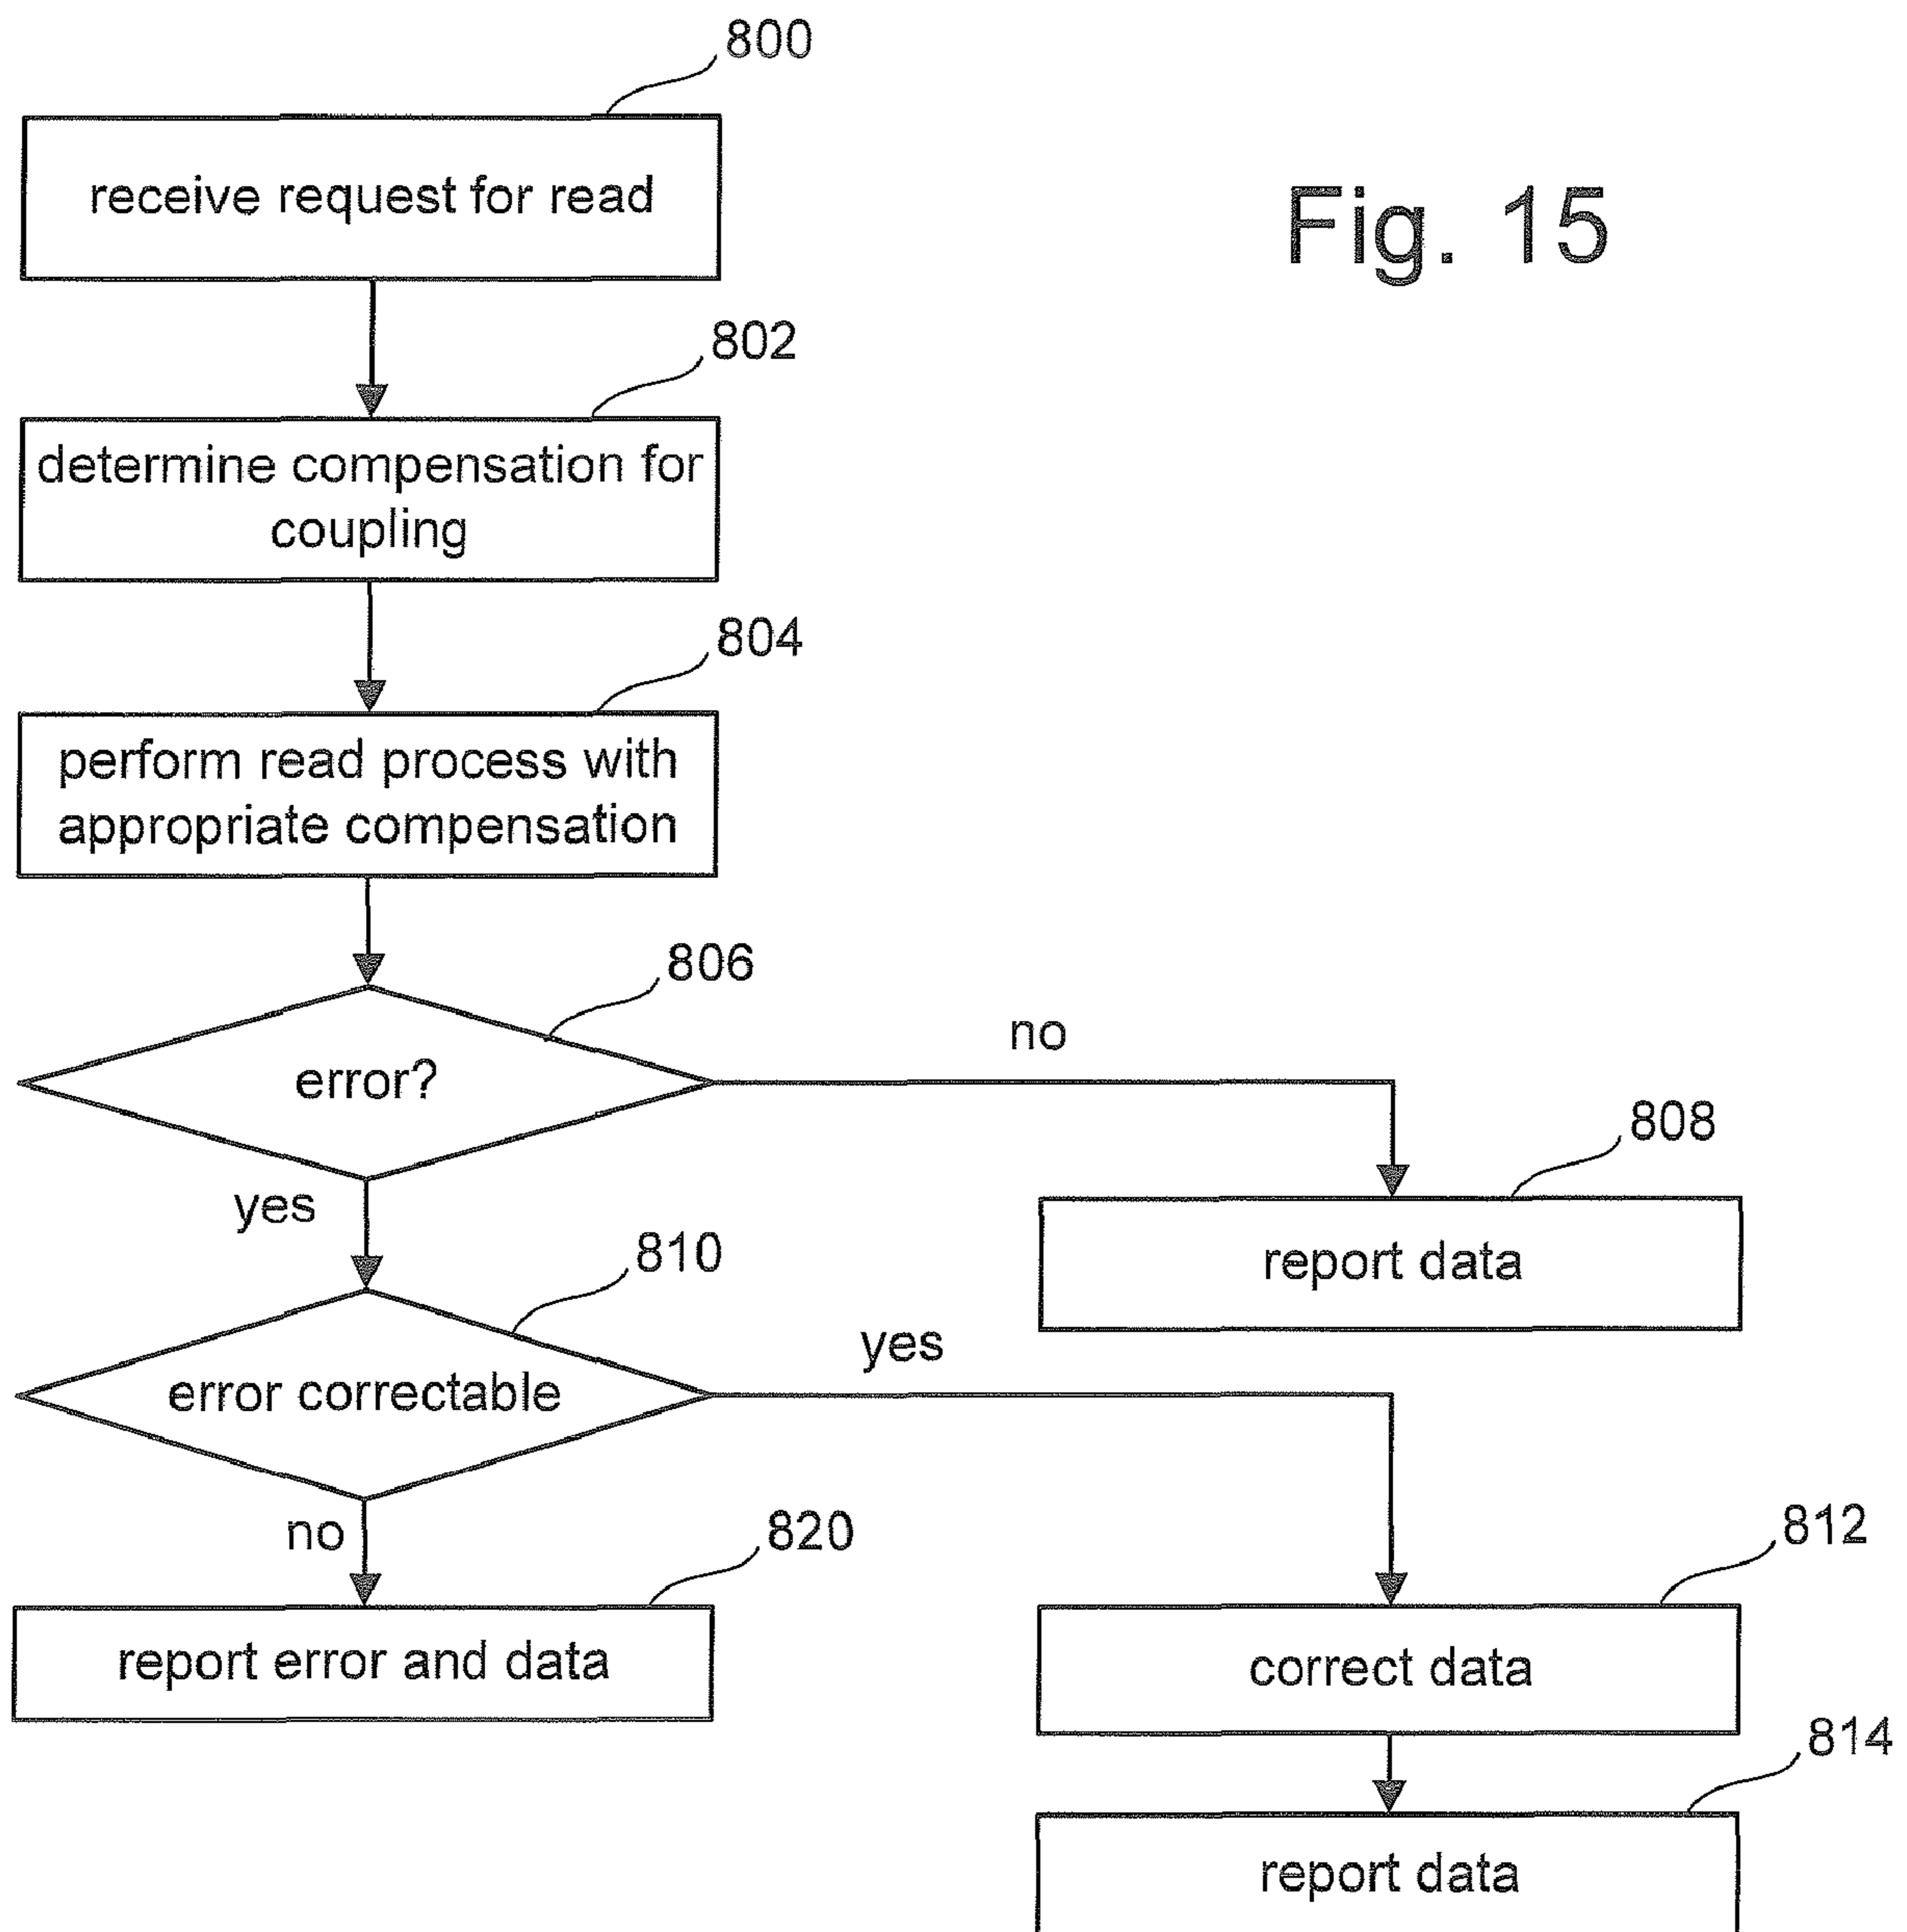 800
receive request for read
Fig. 15
802
determine compensation for
coupling
804
perform read process with
appropriate compensation
806
error?
no
808
report data
yes
810
error correctable
yes
812
correct data
814
report data
no
820
report error and data